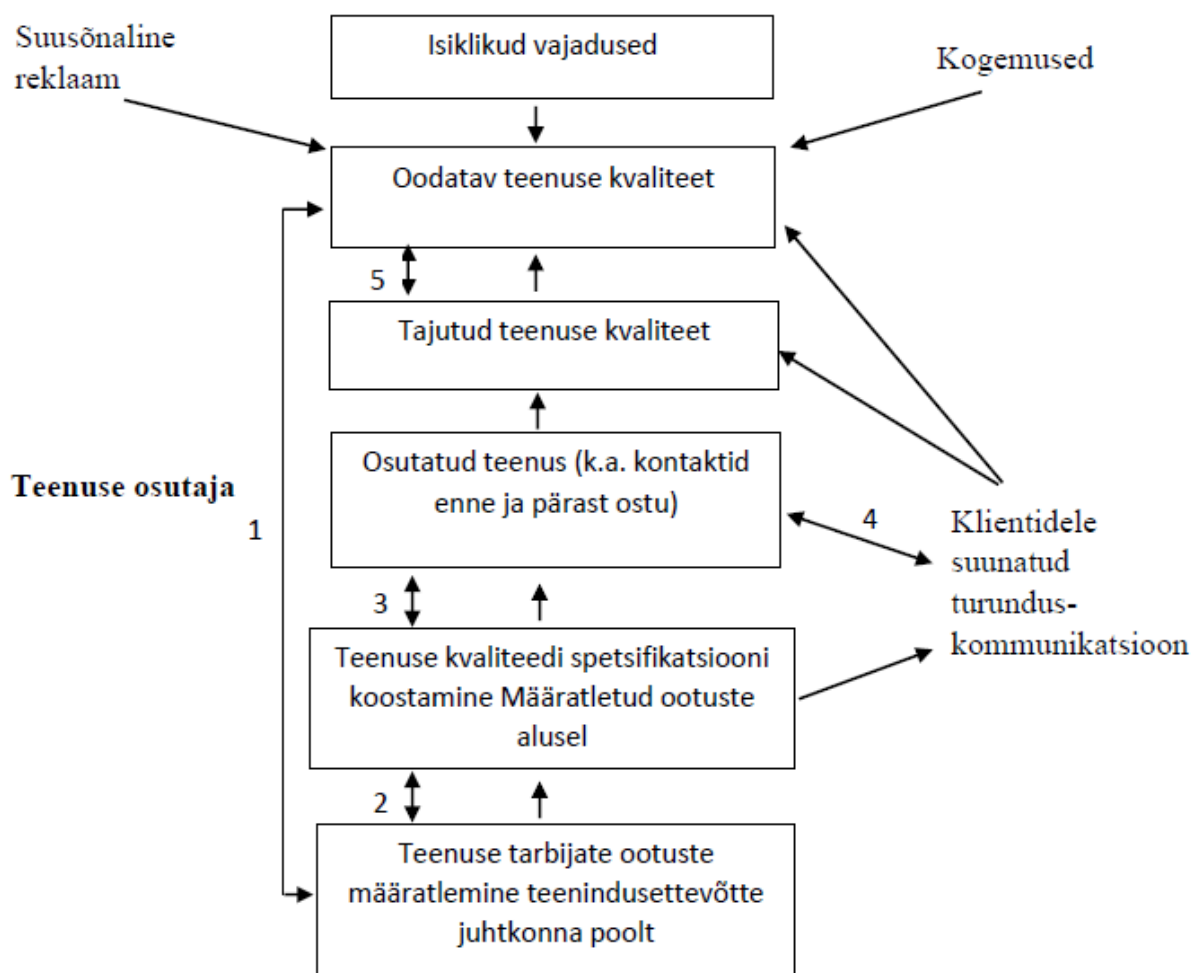 Suusõnaline
reklaam
Isiklikud vajadused
Kogemused
Oodatav teenuse kvaliteet
5
Tajutud teenuse kvaliteet
Osutatud teenus (k.a. kontaktid
enne ja pärast ostu)
Teenuse osutaja
1
4
Klientidele
suunatud
turundus-
kommunikatsioon
3
Teenuse kvaliteedi spetsifikatsiooni
koostamine Määratletud ootuste
alusel
2
Teenuse tarbijate ootuste
määratlemine teenindusettevõtte
juhtkonna poolt